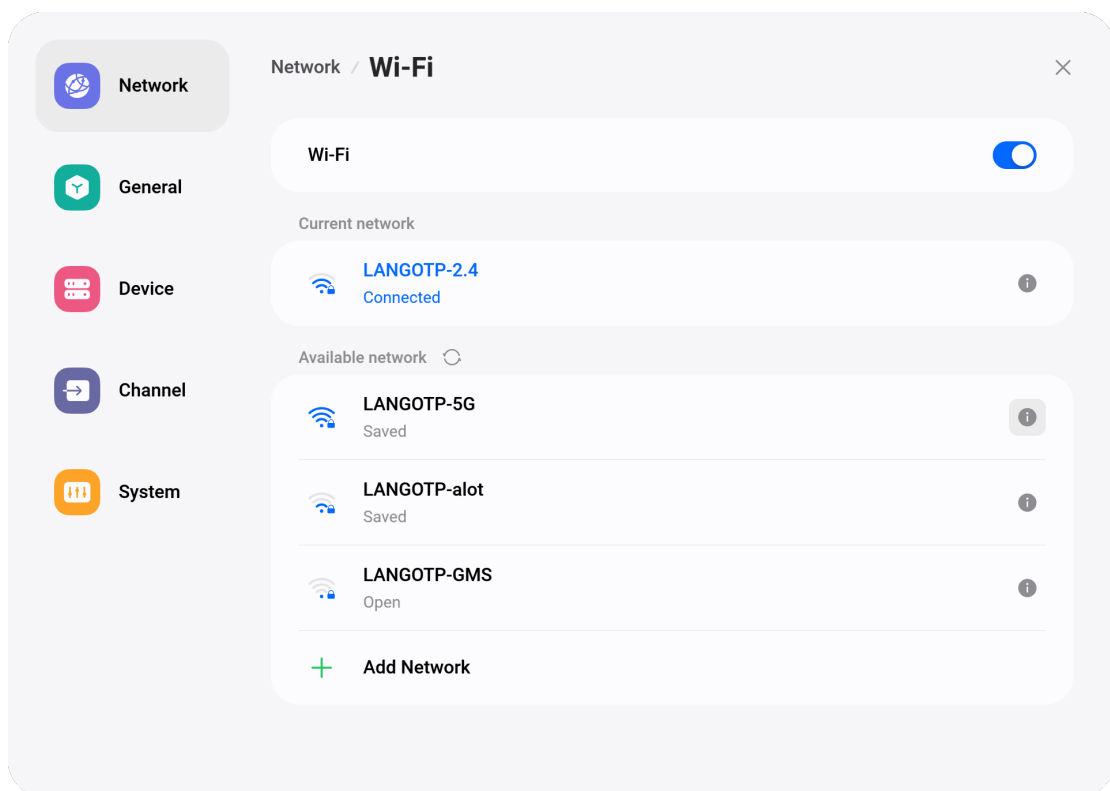 Network
General
Device
Channel
System
Network / Wi-Fi
Wi-Fi
Current network
LANGOTP-2.4
Connected
Available network
LANGOTP-5G
Saved
LANGOTP-alot
Saved
LANGOTP-GMS
Open
Add Network